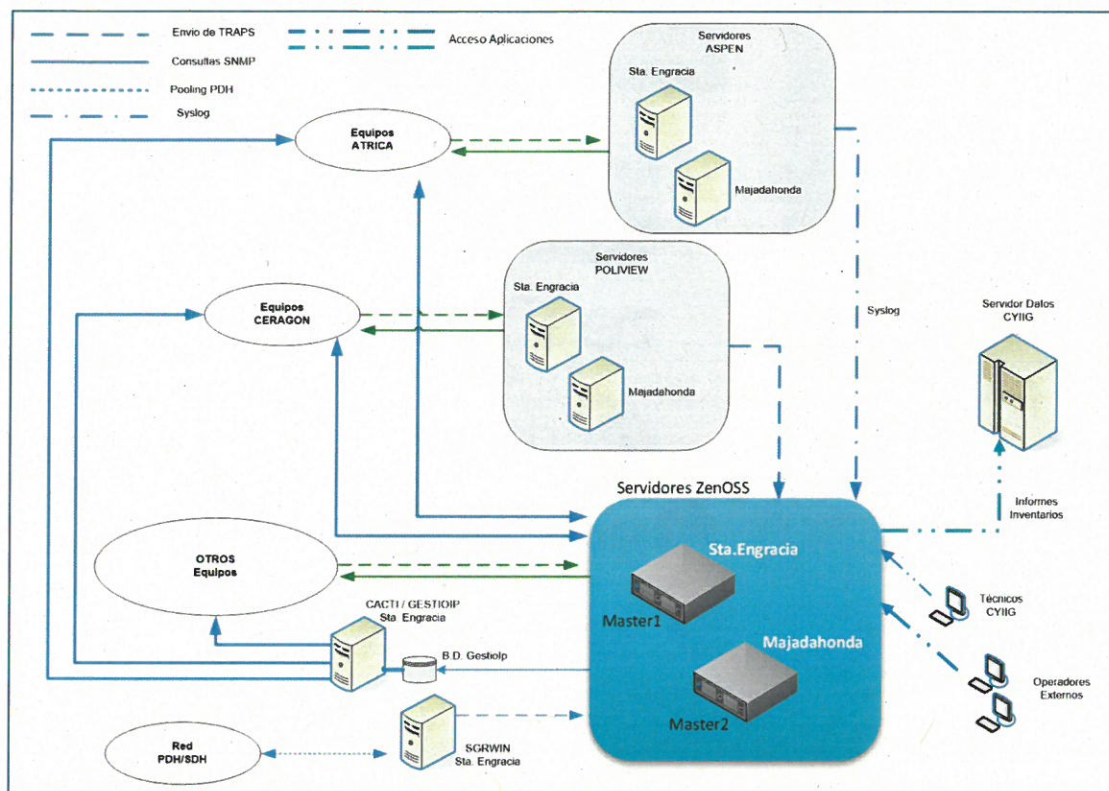 Envio de TRAPS
Consultas SNMP
Pooling PDH
Syslog
Acceso Aplicaciones
Servidores
ASPEN
Sta. Engracia
Majadahonda
Equipos
ATRICA
Servidores
POLIVIEW
Sta. Engracia
Majadahonda
Equipos
CERAGON
Syslog
Servidor Datos
CYIIG
Informes
Inventarios
Servidores ZenOSS
Sta.Engracia
Master1
Majadahonda
Master2
OTROS
Equipos
CACTI / GESTIOIP
Sta. Engracia
B.D. GestioIp
Técnicos
CYIIG
Operadores
Externos
Red
PDH/SDH
SGRWIN
Sta. Engracia